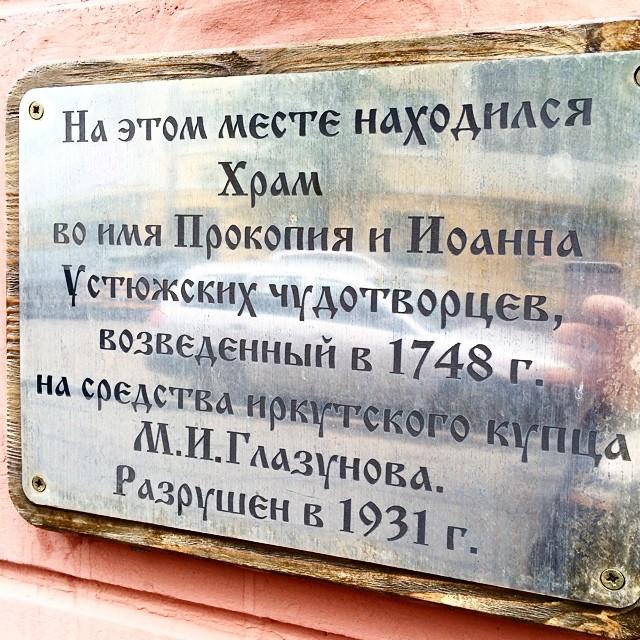 На этом месте находился
Храм
во имя Прокопия и Иоанна
Устюжских чудотворцев,
возведенный в 1748 г.
на средства иркутского купца
М.И.Глазунова.
Разрушен в 1931 г.